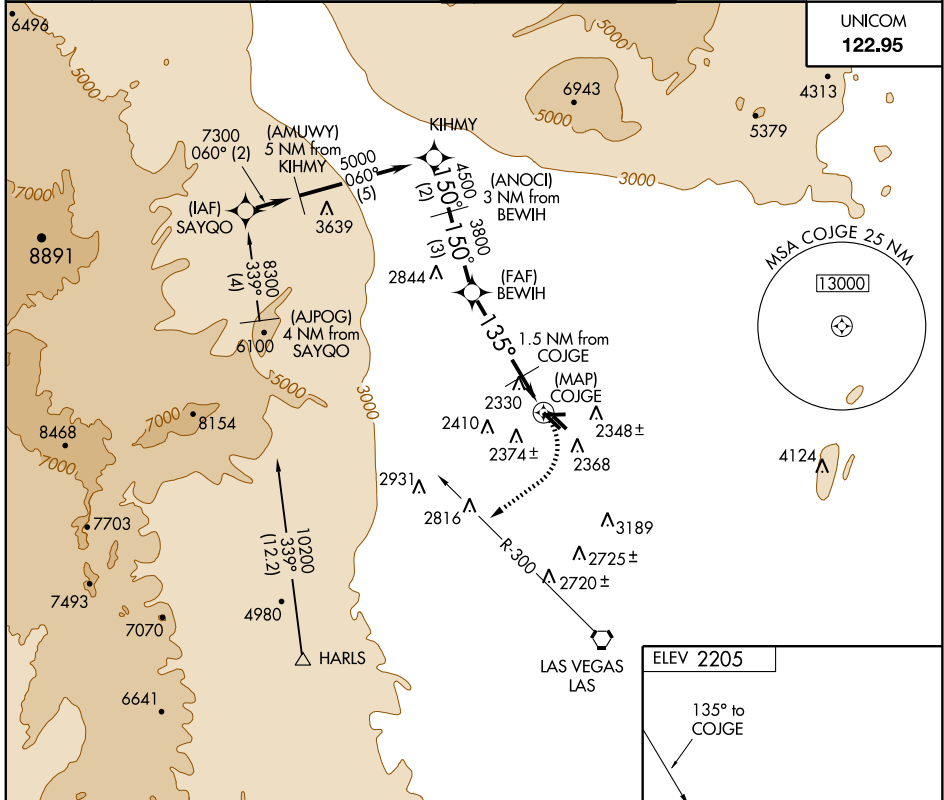 6496
5000
UNICOM
122.95
5000
6943
5000
4313
5379
7300
060° (2)
(AMUWY)
5 NM from
KIHMY
KIHMY
5000
060°
(5)
4500
150°
(2)
(ANOCI)
3 NM from
BEWIH
3000
7000
(IAF)
SAYQO
3639
8891
8300
339°
(4)
3800
150°
(3)
2844
(FAF)
BEWIH
MSA COJGE 25 NM
13000
(AJPOG)
4 NM from
SAYQO
6100
135°
1.5 NM from
COJGE
(MAP)
COJGE
5000
3000
2330
7000
8154
8468
7000
2410
2374 ±
2348 ±
2368
4124
2931
2816
7703
3189
R-300
2725 ±
2720 ±
10200
339°
(12.2)
7493
7070
4980
HARLS
LAS VEGAS
LAS
ELEV 2205
6641
135° to
COJGE